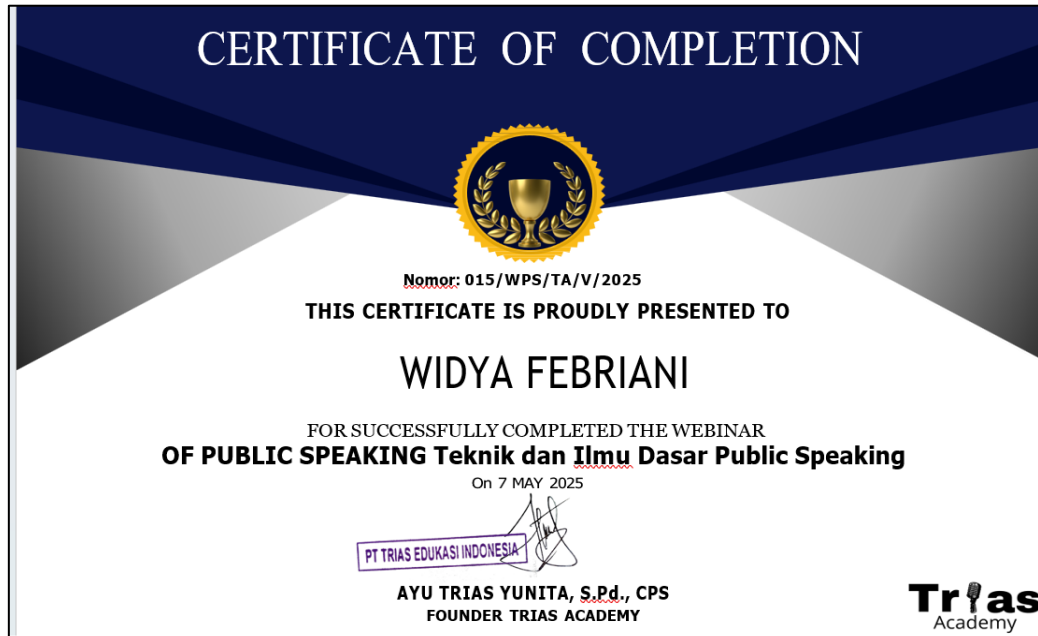 CERTIFICATE OF COMPLETION
Nomor: 015/WPS/TA/V/2025
THIS CERTIFICATE IS PROUDLY PRESENTED TO
WIDYA FEBRIANI
FOR SUCCESSFULLY COMPLETED THE WEBINAR
OF PUBLIC SPEAKING Teknik dan Ilmu Dasar Public Speaking
On 7 MAY 2025
PT TRIAS EDUKASI INDONESIA
AYU TRIAS YUNITA, S.Pd., CPS
FOUNDER TRIAS ACADEMY
Trias
Academy